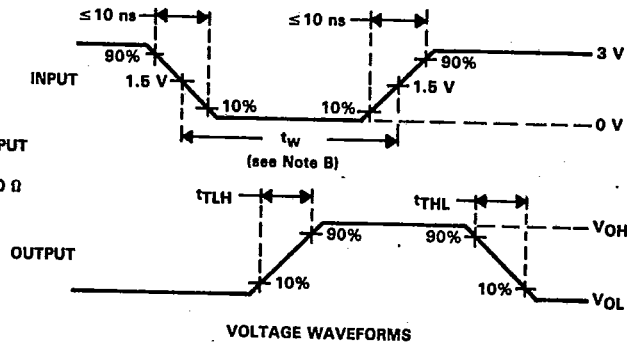 ≤ 10 ns ≤ 10 ns
90% 90% 3 V
INPUT 1.5 V 1.5 V
10% 10%
0 V
tW
(see Note B)
PUT
Ω
tTLH tTHL
VOH
90% 90%
OUTPUT
10% 10%
VOL
VOLTAGE WAVEFORMS